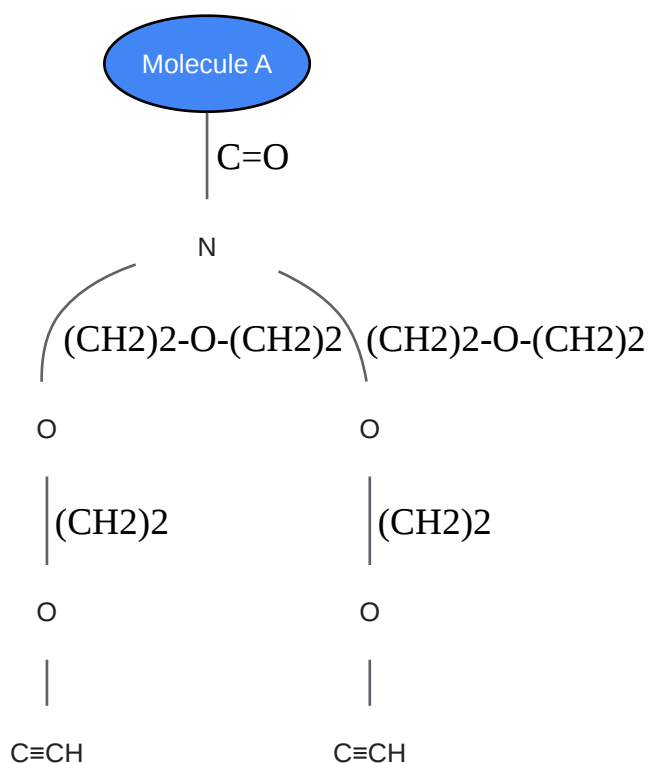 Molecule A
C=O
N
(CH2)2-O-(CH2)2 (CH2)2-O-(CH2)2
O O
(CH2)2 (CH2)2
O O
C≡CH C≡CH